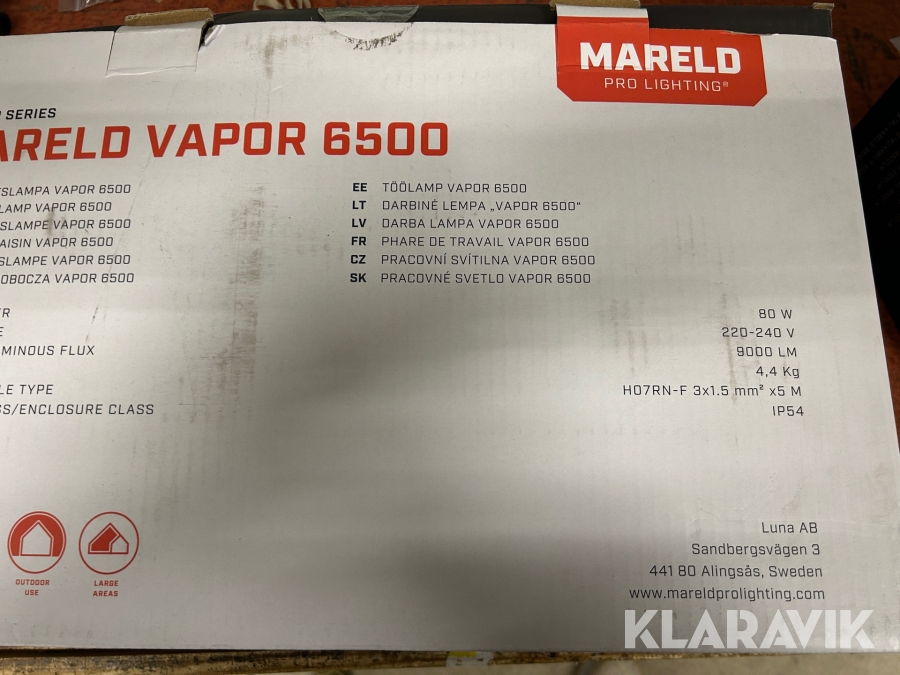 MARELD
PRO LIGHTING®
SERIES
ARELD VAPOR 6500
TSLAMPA VAPOR 6500
LAMP VAPOR 6500
SLAMPE VAPOR 6500
AISIN VAPOR 6500
SLAMPE VAPOR 6500
OBOCZA VAPOR 6500
EE TÖÖLAMP VAPOR 6500
LT DARBINĖ LEMPA „VAPOR 6500“
LV DARBA LAMPA VAPOR 6500
FR PHARE DE TRAVAIL VAPOR 6500
CZ PRACOVNÍ SVÍTILNA VAPOR 6500
SK PRACOVNÉ SVETLO VAPOR 6500
R 80 W
E 220-240 V
MINOUS FLUX 9000 LM
4,4 Kg
LE TYPE H07RN-F 3x1.5 mm² x5 M
SS/ENCLOSURE CLASS IP54
OUTDOOR
USE
LARGE
AREAS
Luna AB
Sandbergsvägen 3
441 80 Alingsås, Sweden
www.mareldprolighting.com
KLARAVIK